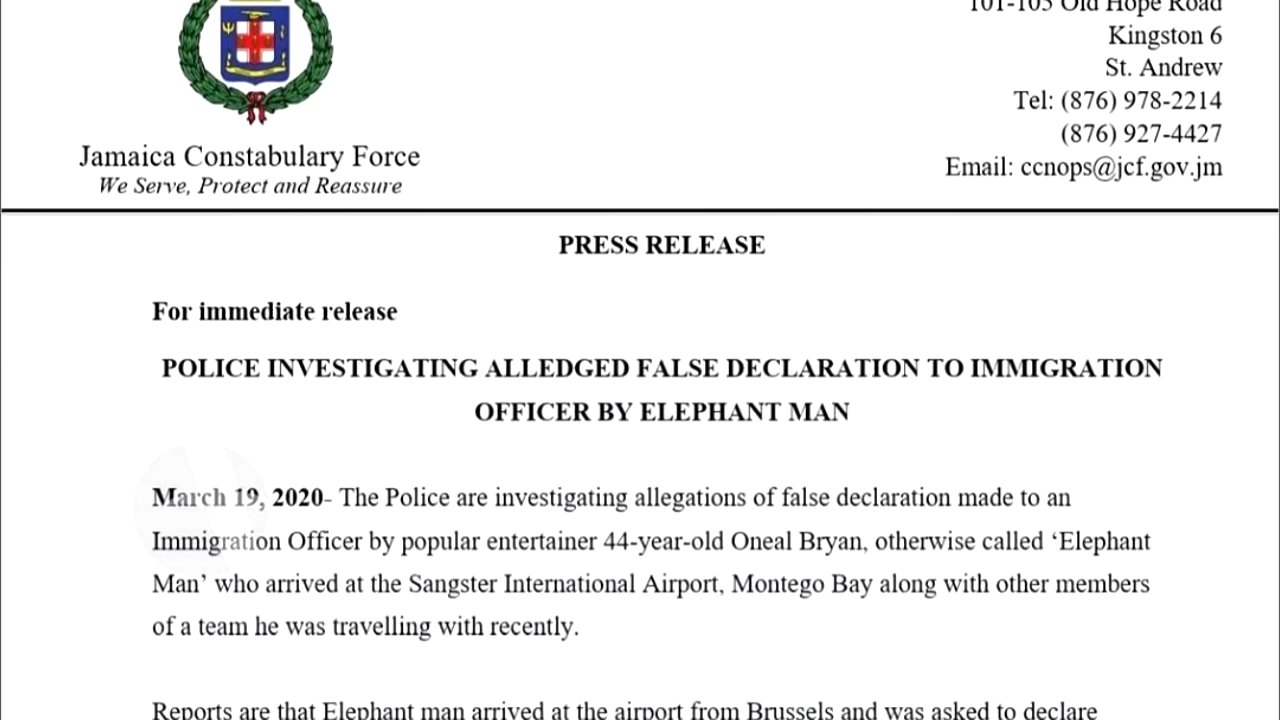 101-105 Old Hope Road
Kingston 6
St. Andrew
Tel: (876) 978-2214
(876) 927-4427
Email: ccnops@jcf.gov.jm
Jamaica Constabulary Force
We Serve, Protect and Reassure
PRESS RELEASE
For immediate release
POLICE INVESTIGATING ALLEDGED FALSE DECLARATION TO IMMIGRATION
OFFICER BY ELEPHANT MAN
March 19, 2020- The Police are investigating allegations of false declaration made to an
Immigration Officer by popular entertainer 44-year-old Oneal Bryan, otherwise called ‘Elephant
Man’ who arrived at the Sangster International Airport, Montego Bay along with other members
of a team he was travelling with recently.
Reports are that Elephant man arrived at the airport from Brussels and was asked to declare